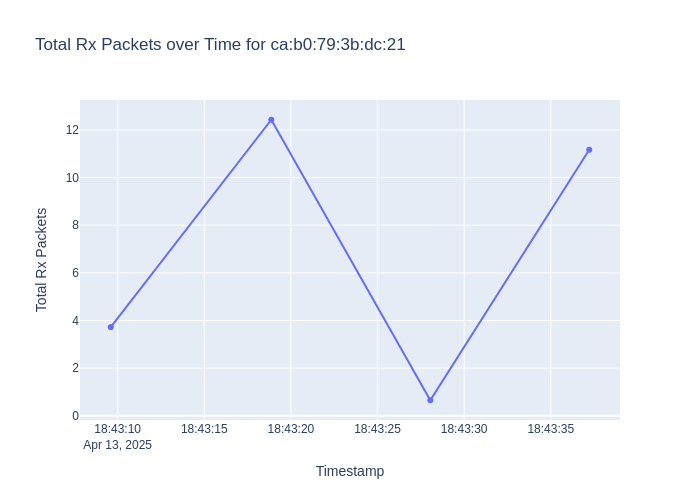 Total Rx Packets over Time for ca:b0:79:3b:dc:21
12
10
8
6
4
2
0
Total Rx Packets
18:43:10 18:43:15 18:43:20 18:43:25 18:43:30 18:43:35
Apr 13, 2025
Timestamp